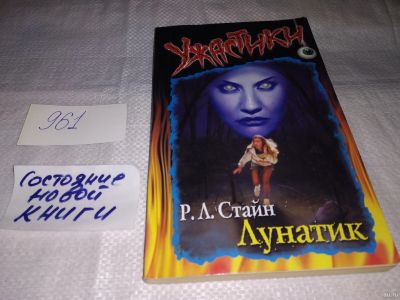 Ужастики
961
Состояние
новой
книги
Р. Л. Стайн
Лунатик